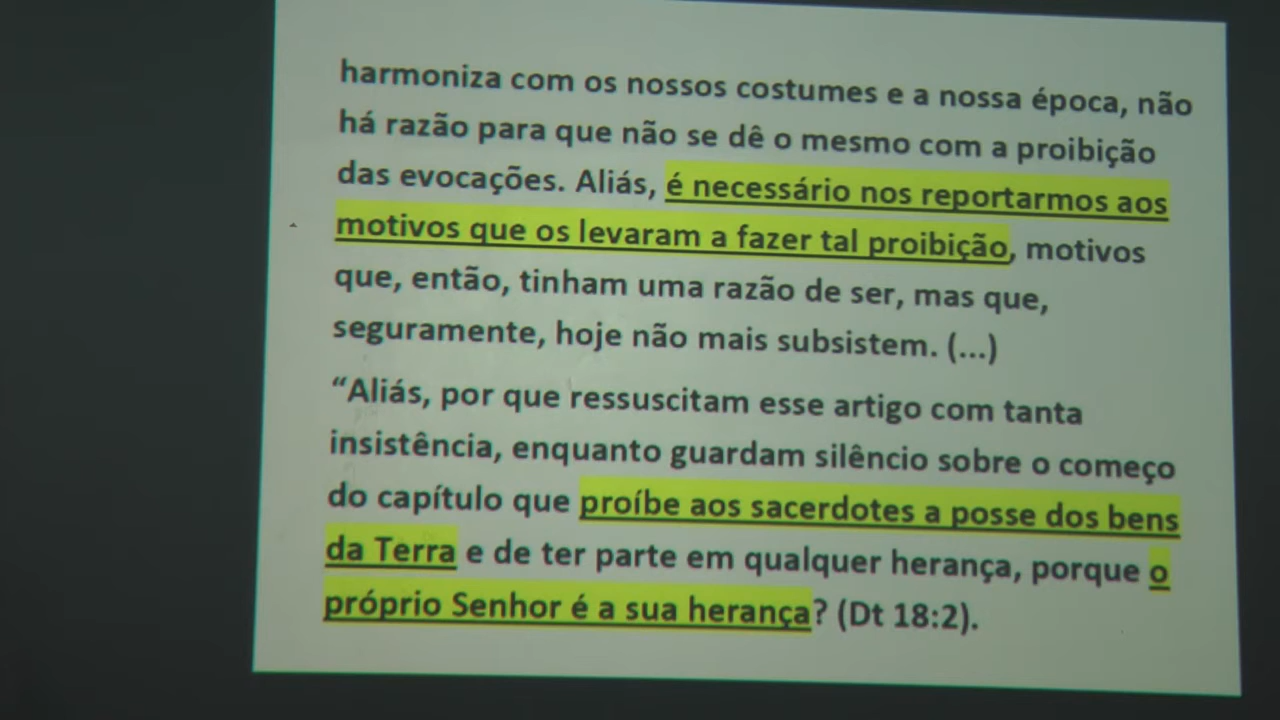 harmoniza com os nossos costumes e a nossa época, não
há razão para que não se dê o mesmo com a proibição
das evocações. Aliás, é necessário nos reportarmos aos
motivos que os levaram a fazer tal proibição, motivos
que, então, tinham uma razão de ser, mas que,
seguramente, hoje não mais subsistem. (...)
“Aliás, por que ressuscitam esse artigo com tanta
insistência, enquanto guardam silêncio sobre o começo
do capítulo que proíbe aos sacerdotes a posse dos bens
da Terra e de ter parte em qualquer herança, porque o
próprio Senhor é a sua herança? (Dt 18:2).